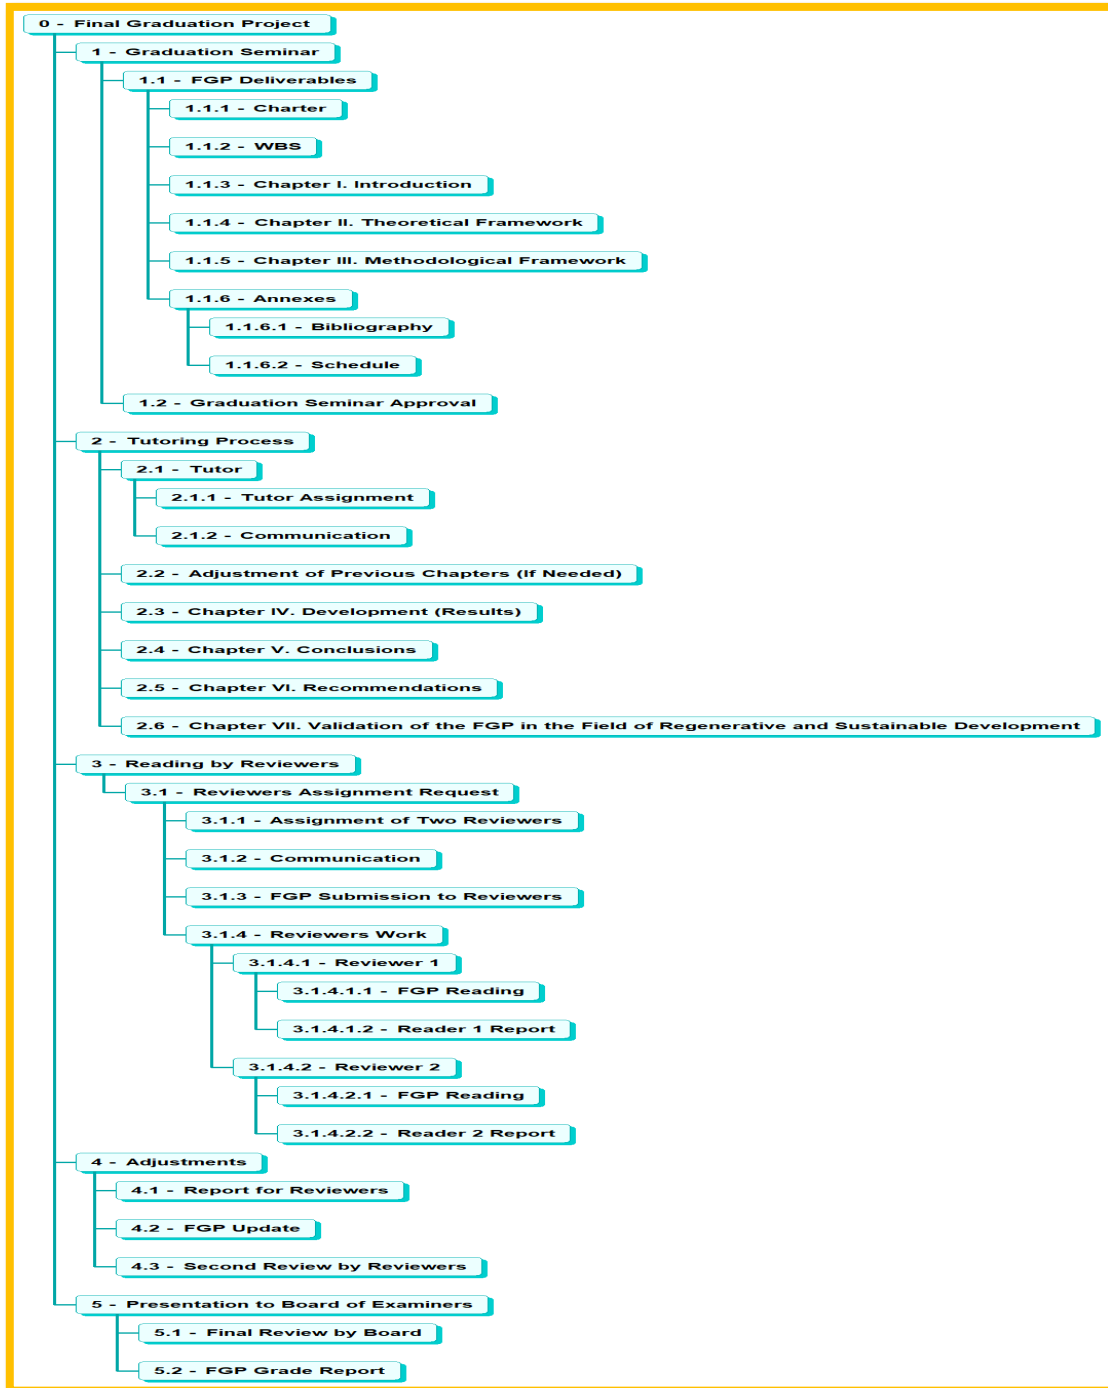 0 - Final Graduation Project
1 - Graduation Seminar
1.1 - FGP Deliverables
1.1.1 - Charter
1.1.2 - WBS
1.1.3 - Chapter I. Introduction
1.1.4 - Chapter II. Theoretical Framework
1.1.5 - Chapter III. Methodological Framework
1.1.6 - Annexes
1.1.6.1 - Bibliography
1.1.6.2 - Schedule
1.2 - Graduation Seminar Approval
2 - Tutoring Process
2.1 - Tutor
2.1.1 - Tutor Assignment
2.1.2 - Communication
2.2 - Adjustment of Previous Chapters (If Needed)
2.3 - Chapter IV. Development (Results)
2.4 - Chapter V. Conclusions
2.5 - Chapter VI. Recommendations
2.6 - Chapter VII. Validation of the FGP in the Field of Regenerative and Sustainable Development
3 - Reading by Reviewers
3.1 - Reviewers Assignment Request
3.1.1 - Assignment of Two Reviewers
3.1.2 - Communication
3.1.3 - FGP Submission to Reviewers
3.1.4 - Reviewers Work
3.1.4.1 - Reviewer 1
3.1.4.1.1 - FGP Reading
3.1.4.1.2 - Reader 1 Report
3.1.4.2 - Reviewer 2
3.1.4.2.1 - FGP Reading
3.1.4.2.2 - Reader 2 Report
4 - Adjustments
4.1 - Report for Reviewers
4.2 - FGP Update
4.3 - Second Review by Reviewers
5 - Presentation to Board of Examiners
5.1 - Final Review by Board
5.2 - FGP Grade Report